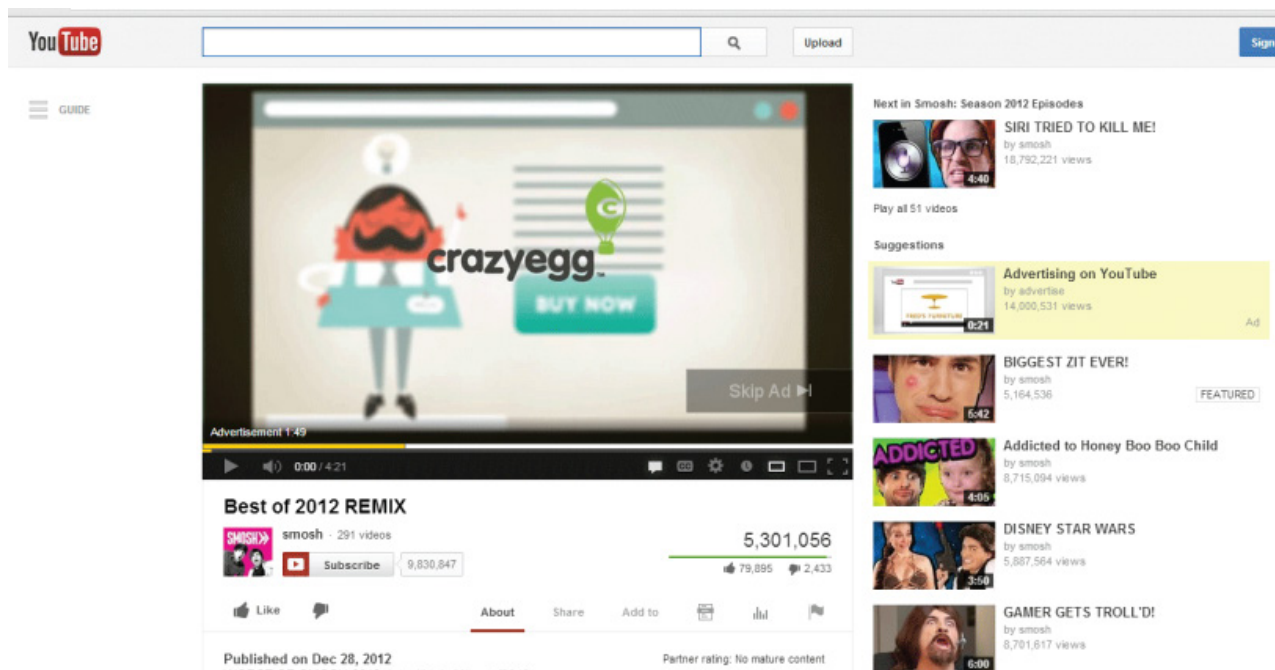 YouTube
Upload
Sign
GUIDE
crazyegg™
BUY NOW
Skip Ad
Advertisement 1:49
0:00 / 4:21
CC
Best of 2012 REMIX
SMOSH
smosh · 291 videos
Subscribe
9,830,847
5,301,056
79,895
2,433
Like
About
Share
Add to
Published on Dec 28, 2012
Partner rating: No mature content
Next in Smosh: Season 2012 Episodes
SIRI TRIED TO KILL ME!
by smosh
18,792,221 views
4:40
Play all 51 videos
Suggestions
Advertising on YouTube
by advertise
14,000,531 views
Ad
FRED'S FURNITURE
0:21
BIGGEST ZIT EVER!
by smosh
5,164,536
FEATURED
5:42
ADDICTED
Addicted to Honey Boo Boo Child
by smosh
8,715,094 views
4:05
DISNEY STAR WARS
by smosh
5,887,564 views
3:50
GAMER GETS TROLL'D!
by smosh
8,701,617 views
6:00